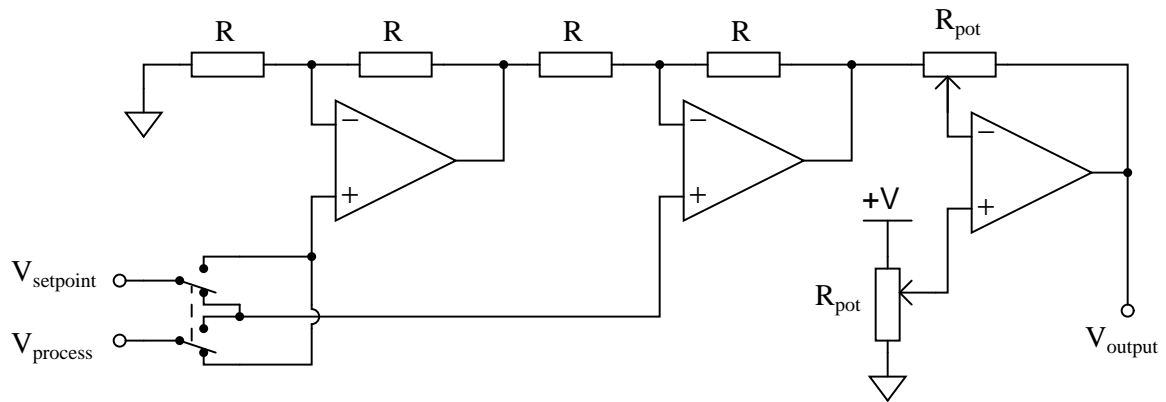 R R R R R_pot
− − −
+ + +
+V
V_setpoint
R_pot
V_process
V_output